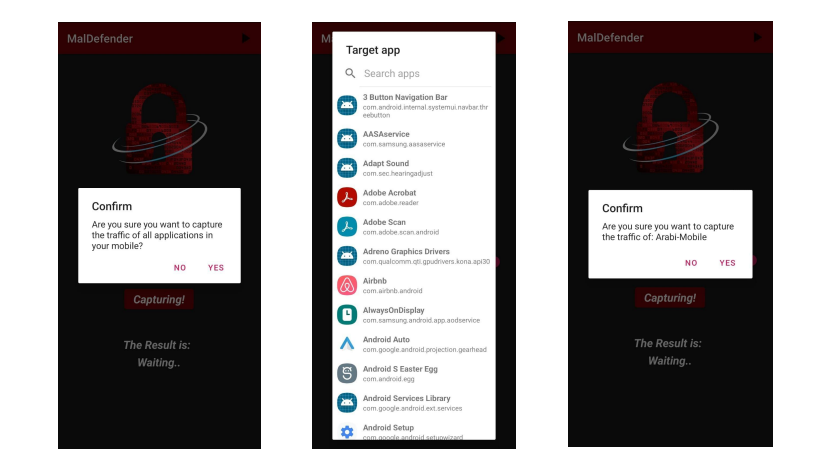 MalDefender
Confirm
Are you sure you want to capture
the traffic of all applications in
your mobile?
NO YES
Capturing!
The Result is:
Waiting..
M
Target app
Search apps
3 Button Navigation Bar
com.android.internal.systemui.navbar.thr
eebutton
AASAservice
com.samsung.aasaservice
Adapt Sound
com.sec.hearingadjust
Adobe Acrobat
com.adobe.reader
Adobe Scan
com.adobe.scan.android
Adreno Graphics Drivers
com.qualcomm.qti.gpudrivers.kona.api30
Airbnb
com.airbnb.android
AlwaysOnDisplay
com.samsung.android.app.aodservice
Android Auto
com.google.android.projection.gearhead
Android S Easter Egg
com.android.egg
Android Services Library
com.google.android.ext.services
Android Setup
com.google.android.setupwizard
MalDefender
Confirm
Are you sure you want to capture
the traffic of: Arabi-Mobile
NO YES
Capturing!
The Result is:
Waiting..